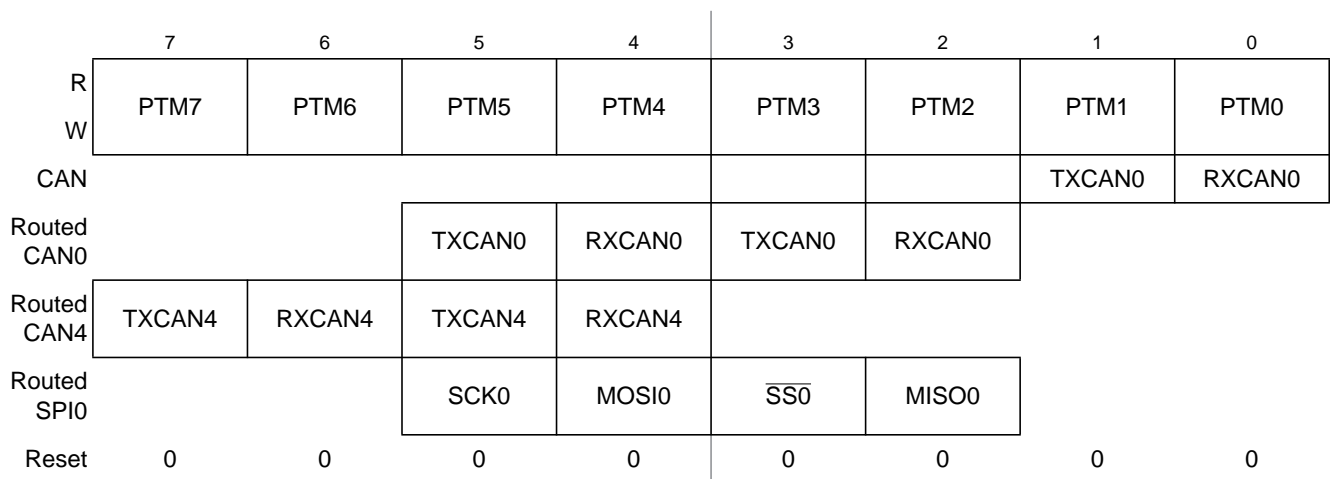 7 6 5 4 3 2 1 0
R
W
PTM7 PTM6 PTM5 PTM4 PTM3 PTM2 PTM1 PTM0
CAN TXCAN0 RXCAN0
Routed
CAN0
TXCAN0 RXCAN0 TXCAN0 RXCAN0
Routed
CAN4
TXCAN4 RXCAN4 TXCAN4 RXCAN4
Routed
SPI0
SCK0 MOSI0 S̅S̅0̅ MISO0
Reset 0 0 0 0 0 0 0 0